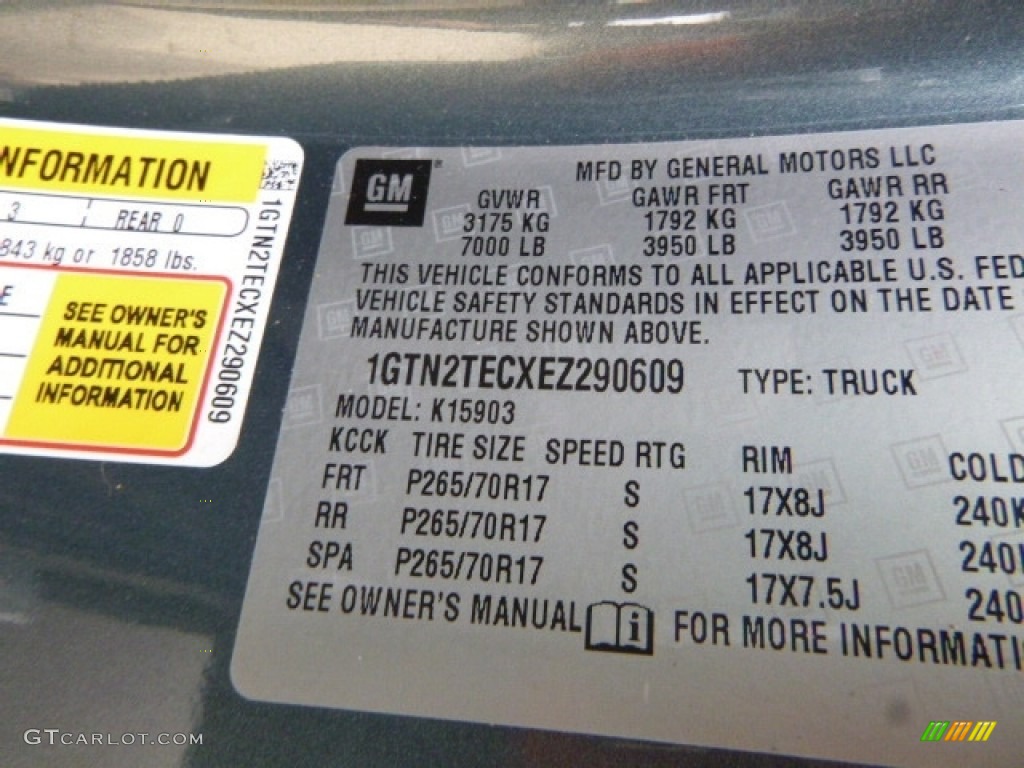 NFORMATION
3 REAR 0
843 kg or 1858 lbs.
SEE OWNER'S
MANUAL FOR
ADDITIONAL
INFORMATION
1GTN2TECXEZ290609
GM
MFD BY GENERAL MOTORS LLC
GVWR GAWR FRT GAWR RR
3175 KG 1792 KG 1792 KG
7000 LB 3950 LB 3950 LB
THIS VEHICLE CONFORMS TO ALL APPLICABLE U.S. FED
VEHICLE SAFETY STANDARDS IN EFFECT ON THE DATE
MANUFACTURE SHOWN ABOVE.
1GTN2TECXEZ290609 TYPE: TRUCK
MODEL: K15903
KCCK TIRE SIZE SPEED RTG RIM COLD
FRT P265/70R17 S 17X8J 240K
RR P265/70R17 S 17X8J 240
SPA P265/70R17 S 17X7.5J 240
SEE OWNER'S MANUAL FOR MORE INFORMATI
GTcarlot.com ©